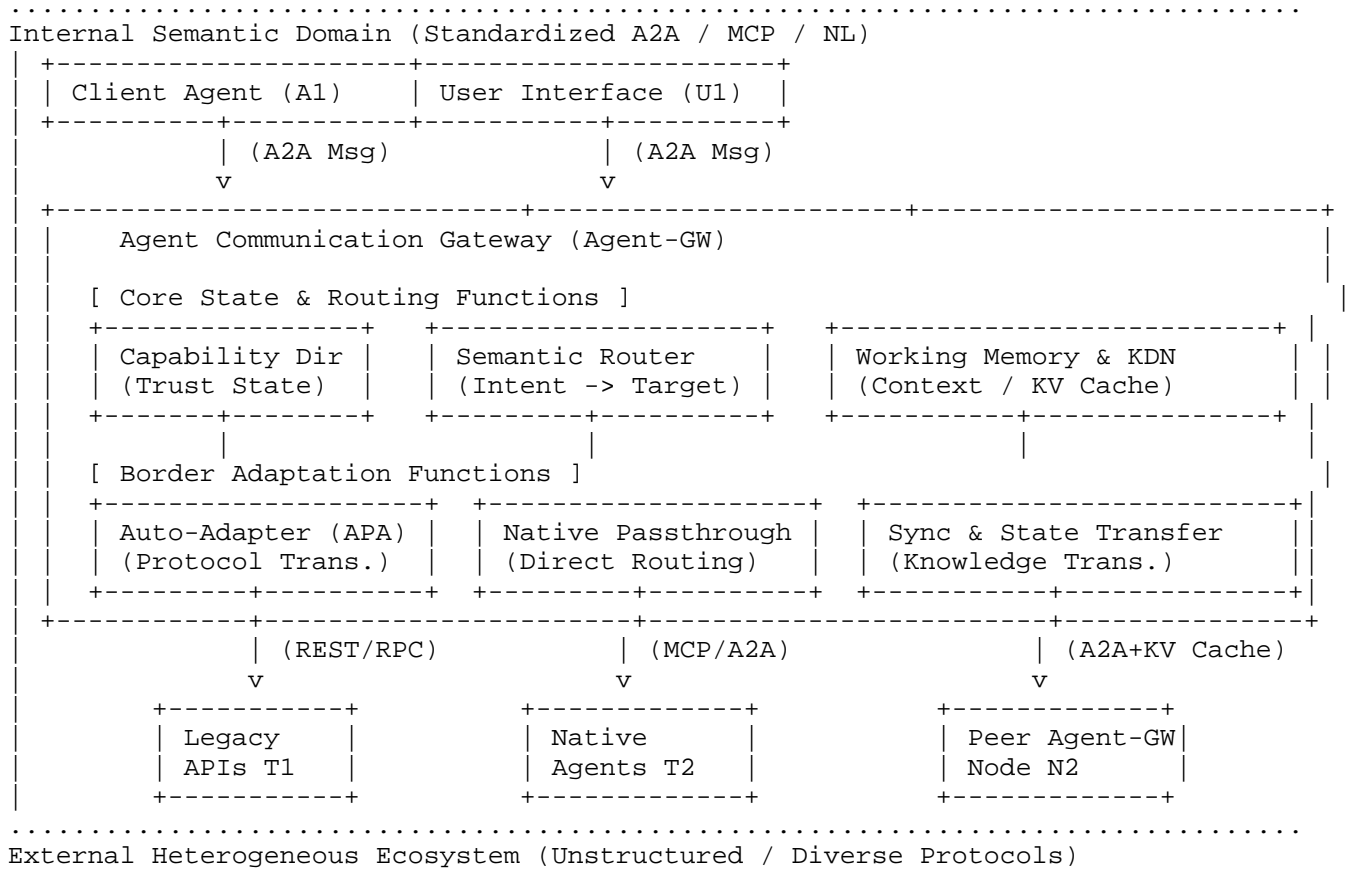 Internal Semantic Domain (Standardized A2A / MCP / NL)
Client Agent (A1) User Interface (U1)
(A2A Msg) (A2A Msg)
v v
Agent Communication Gateway (Agent-GW)
[ Core State & Routing Functions ]
Capability Dir Semantic Router Working Memory & KDN
(Trust State) (Intent -> Target) (Context / KV Cache)
[ Border Adaptation Functions ]
Auto-Adapter (APA) Native Passthrough Sync & State Transfer
(Protocol Trans.) (Direct Routing) (Knowledge Trans.)
(REST/RPC) (MCP/A2A) (A2A+KV Cache)
v v v
Legacy Native Peer Agent-GW
APIs T1 Agents T2 Node N2
External Heterogeneous Ecosystem (Unstructured / Diverse Protocols)